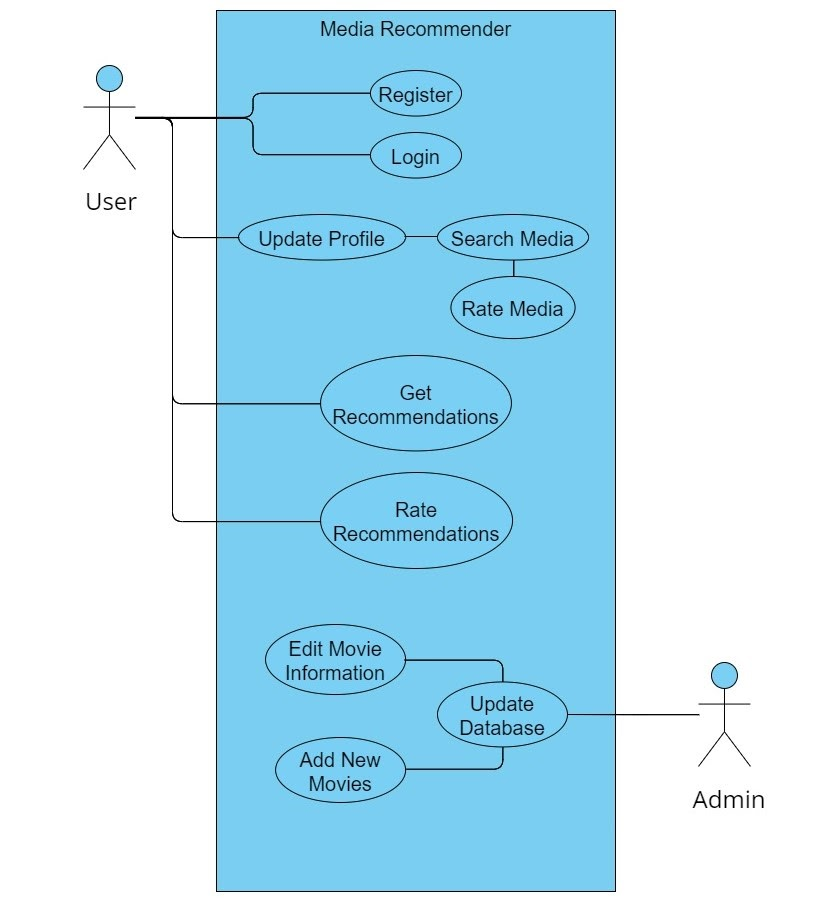 Media Recommender
Register
Login
User
Update Profile
Search Media
Rate Media
Get
Recommendations
Rate
Recommendations
Edit Movie
Information
Update
Database
Add New
Movies
Admin